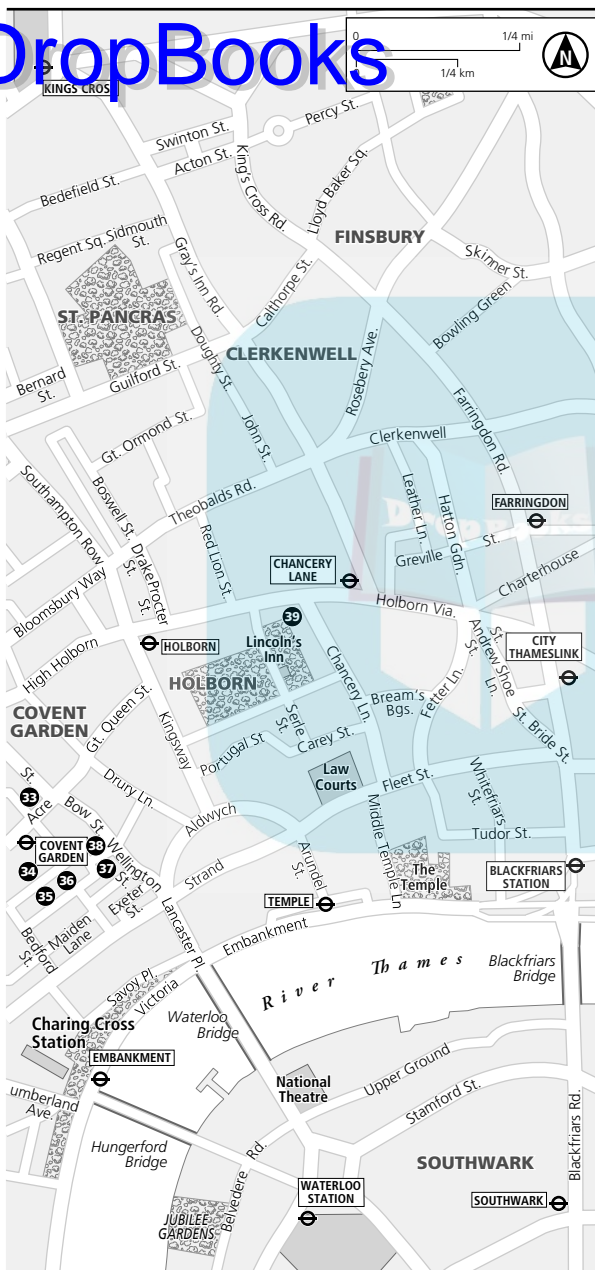 DropBooks
0
1/4 mi
1/4 km
N
KINGS CROSS
Percy St.
Swinton St.
Acton St.
King's Cross Rd.
Lloyd Baker Sq.
Bedefield St.
Regent Sq.
Sidmouth
St.
Gray's Inn Rd.
FINSBURY
Skinner St.
Calthorpe St.
ST. PANCRAS
Bowling Green
CLERKENWELL
Doughty St.
Rosebery Ave.
Bernard
St.
Guilford St.
Farringdon Rd.
Gt. Ormond St.
John St.
Clerkenwell
Southampton Row
Boswell St.
Theobalds Rd.
Leather Ln.
Hatton Gdn.
FARRINGDON
DropBooks
Red Lion St.
Drake
St.
Procter
St.
Greville
St.
CHANCERY
LANE
Charterhouse
Bloomsbury Way
Holborn Via.
39
HOLBORN
Lincoln's
Inn
St.
Andrew
St.
Shoe
Ln.
CITY
THAMESLINK
High Holborn
HOLBORN
Chancery Ln.
Fetter Ln.
Bream's
Bgs.
COVENT
GARDEN
Gt. Queen St.
Kingsway
Serle
St.
Carey St.
Portugal St
St. Bride St.
Law
Courts
Fleet St.
Whitefriars
St.
Drury Ln.
St.
33
Acre
Bow St.
Aldwych
Middle Temple Ln
Tudor St.
COVENT
GARDEN
38
Wellington
St.
37
34
36
35
Strand
Arundel
St.
The
Temple
BLACKFRIARS
STATION
Exeter
St.
TEMPLE
Maiden
Lane
Bedford
St.
Lancaster Pl.
Embankment
River Thames
Blackfriars
Bridge
Savoy Pl.
Victoria
Waterloo
Bridge
Charing Cross
Station
EMBANKMENT
National
Theatre
Upper Ground
Stamford St.
umberland
Ave.
Hungerford
Bridge
Belvedere Rd.
Blackfriars Rd.
SOUTHWARK
WATERLOO
STATION
SOUTHWARK
JUBILEE
GARDENS